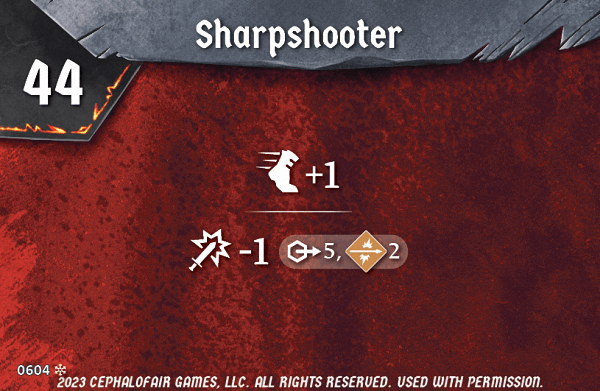 Sharpshooter
44
+1
-1 5, 2
0604
2023 CEPHALOFAIR GAMES, LLC. ALL RIGHTS RESERVED. USED WITH PERMISSION.